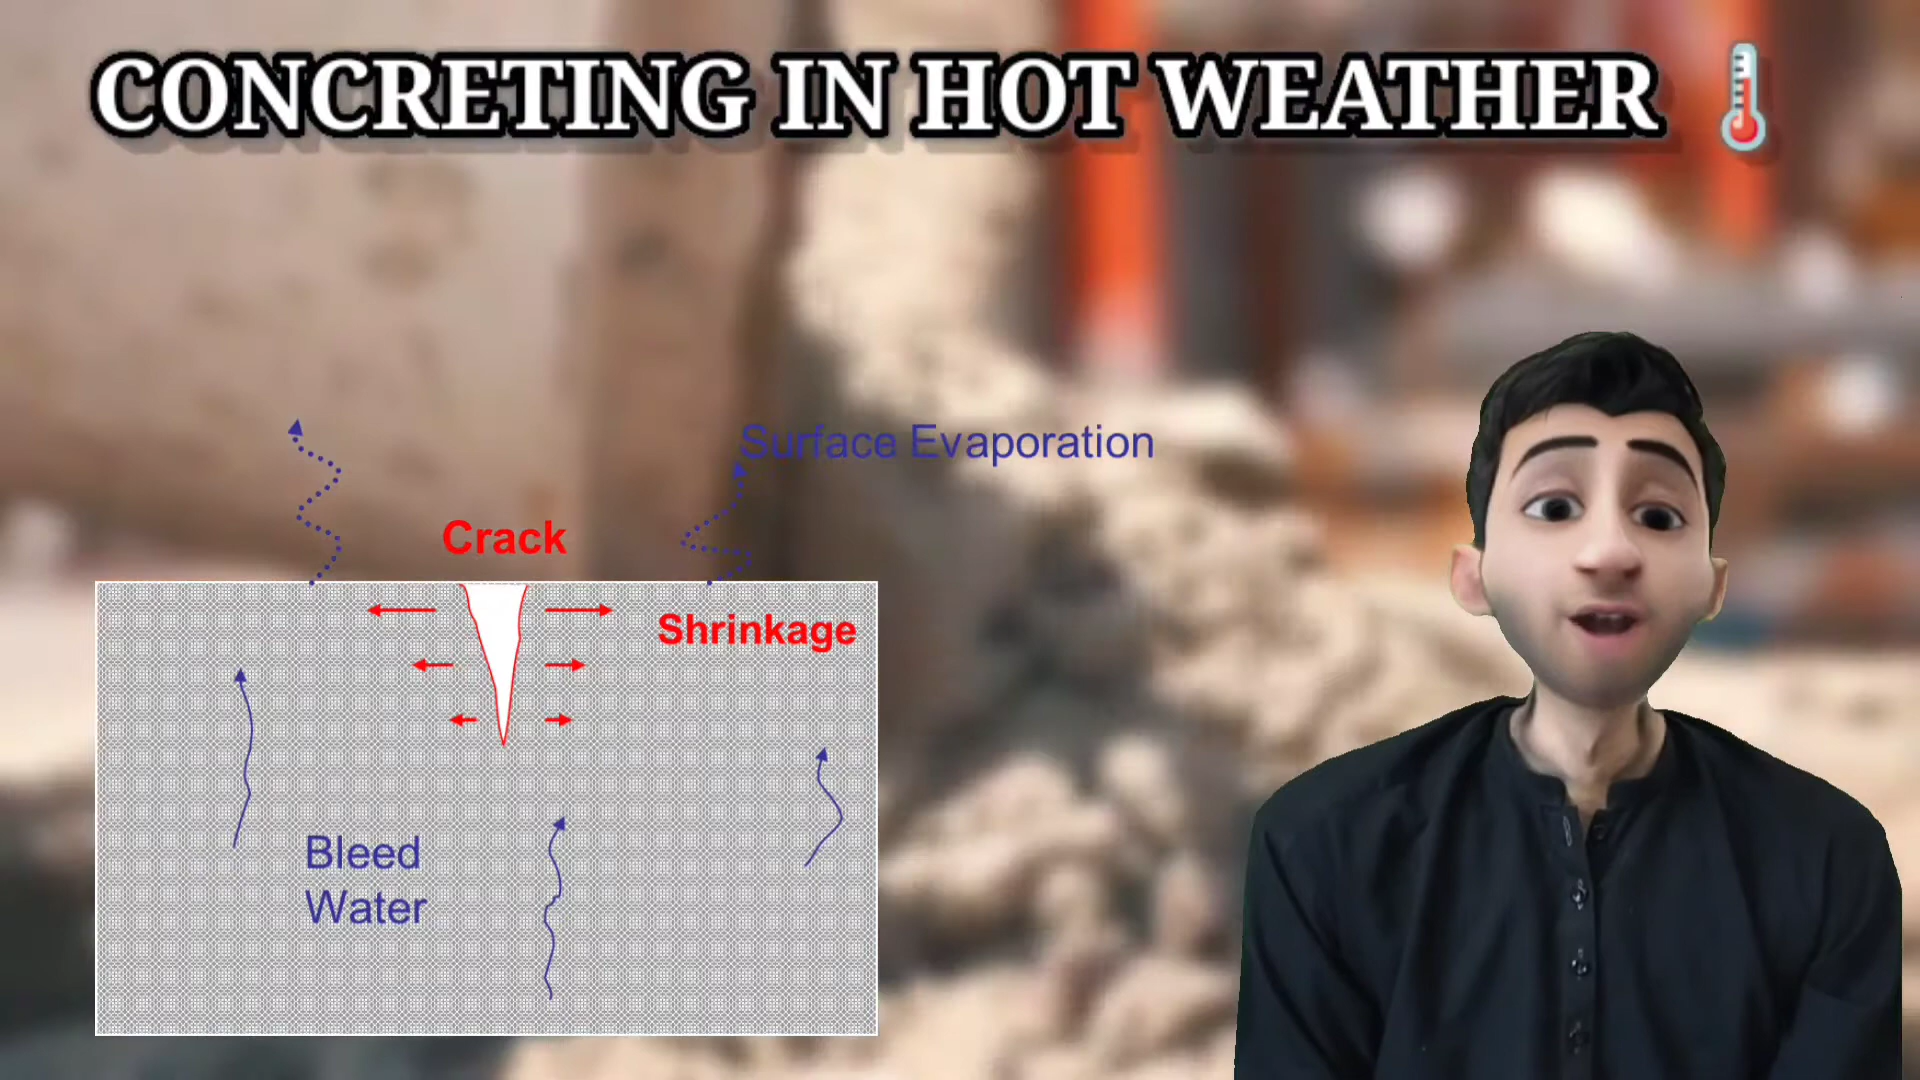 CONCRETING IN HOT WEATHER
Surface Evaporation
Crack
Shrinkage
Bleed
Water